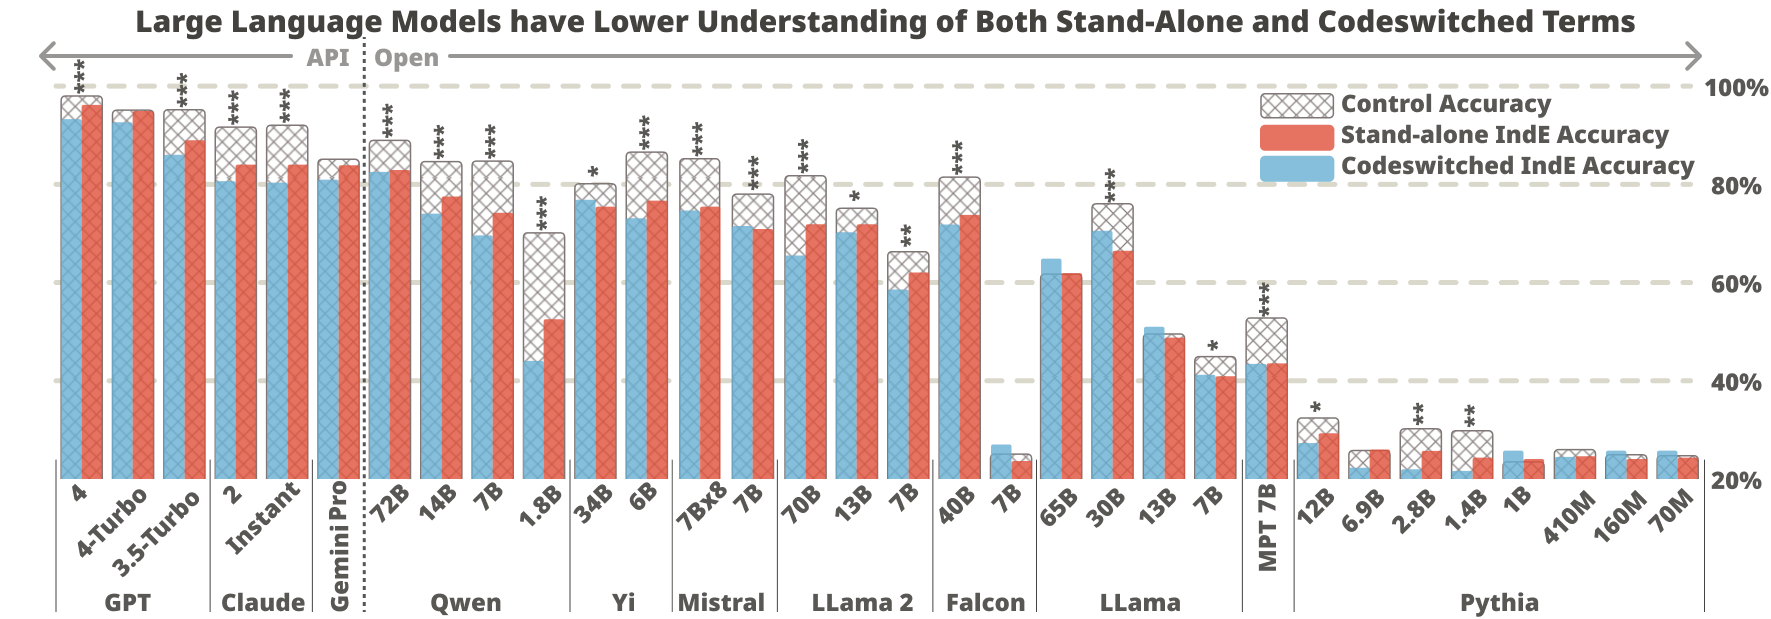 Large Language Models have Lower Understanding of Both Stand-Alone and Codeswitched Terms
API Open
*** *** *** *** *** *** *** *** * *** *** *** *** * ** *** *** * *** * ** **
Control Accuracy
Stand-alone IndE Accuracy
Codeswitched IndE Accuracy
100%
80%
60%
40%
20%
4 4-Turbo 3.5-Turbo 2 Instant Gemini Pro 72B 14B 7B 1.8B 34B 6B 7Bx8 7B 70B 13B 7B 40B 7B 65B 30B 13B 7B MPT 7B 12B 6.9B 2.8B 1.4B 1B 410M 160M 70M
GPT Claude Qwen Yi Mistral LLama 2 Falcon LLama Pythia